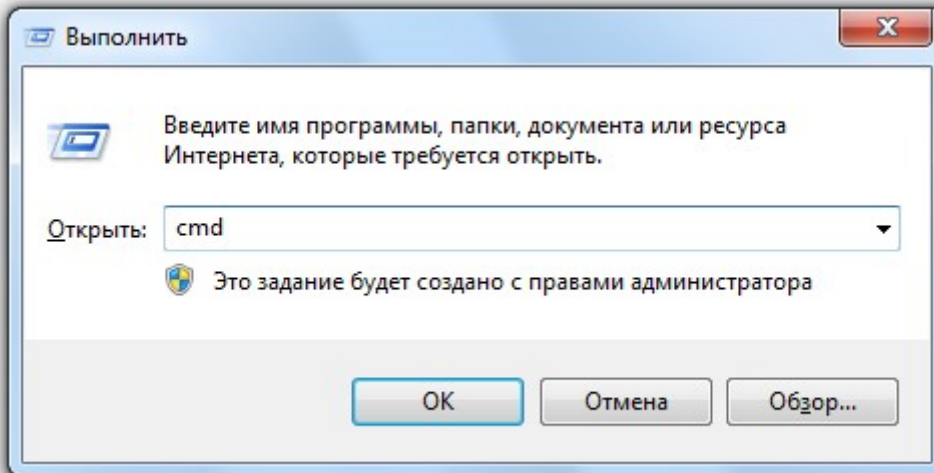 Выполнить
Введите имя программы, папки, документа или ресурса
Интернета, которые требуется открыть.
Открыть: cmd
Это задание будет создано с правами администратора
ОК Отмена Обзор...